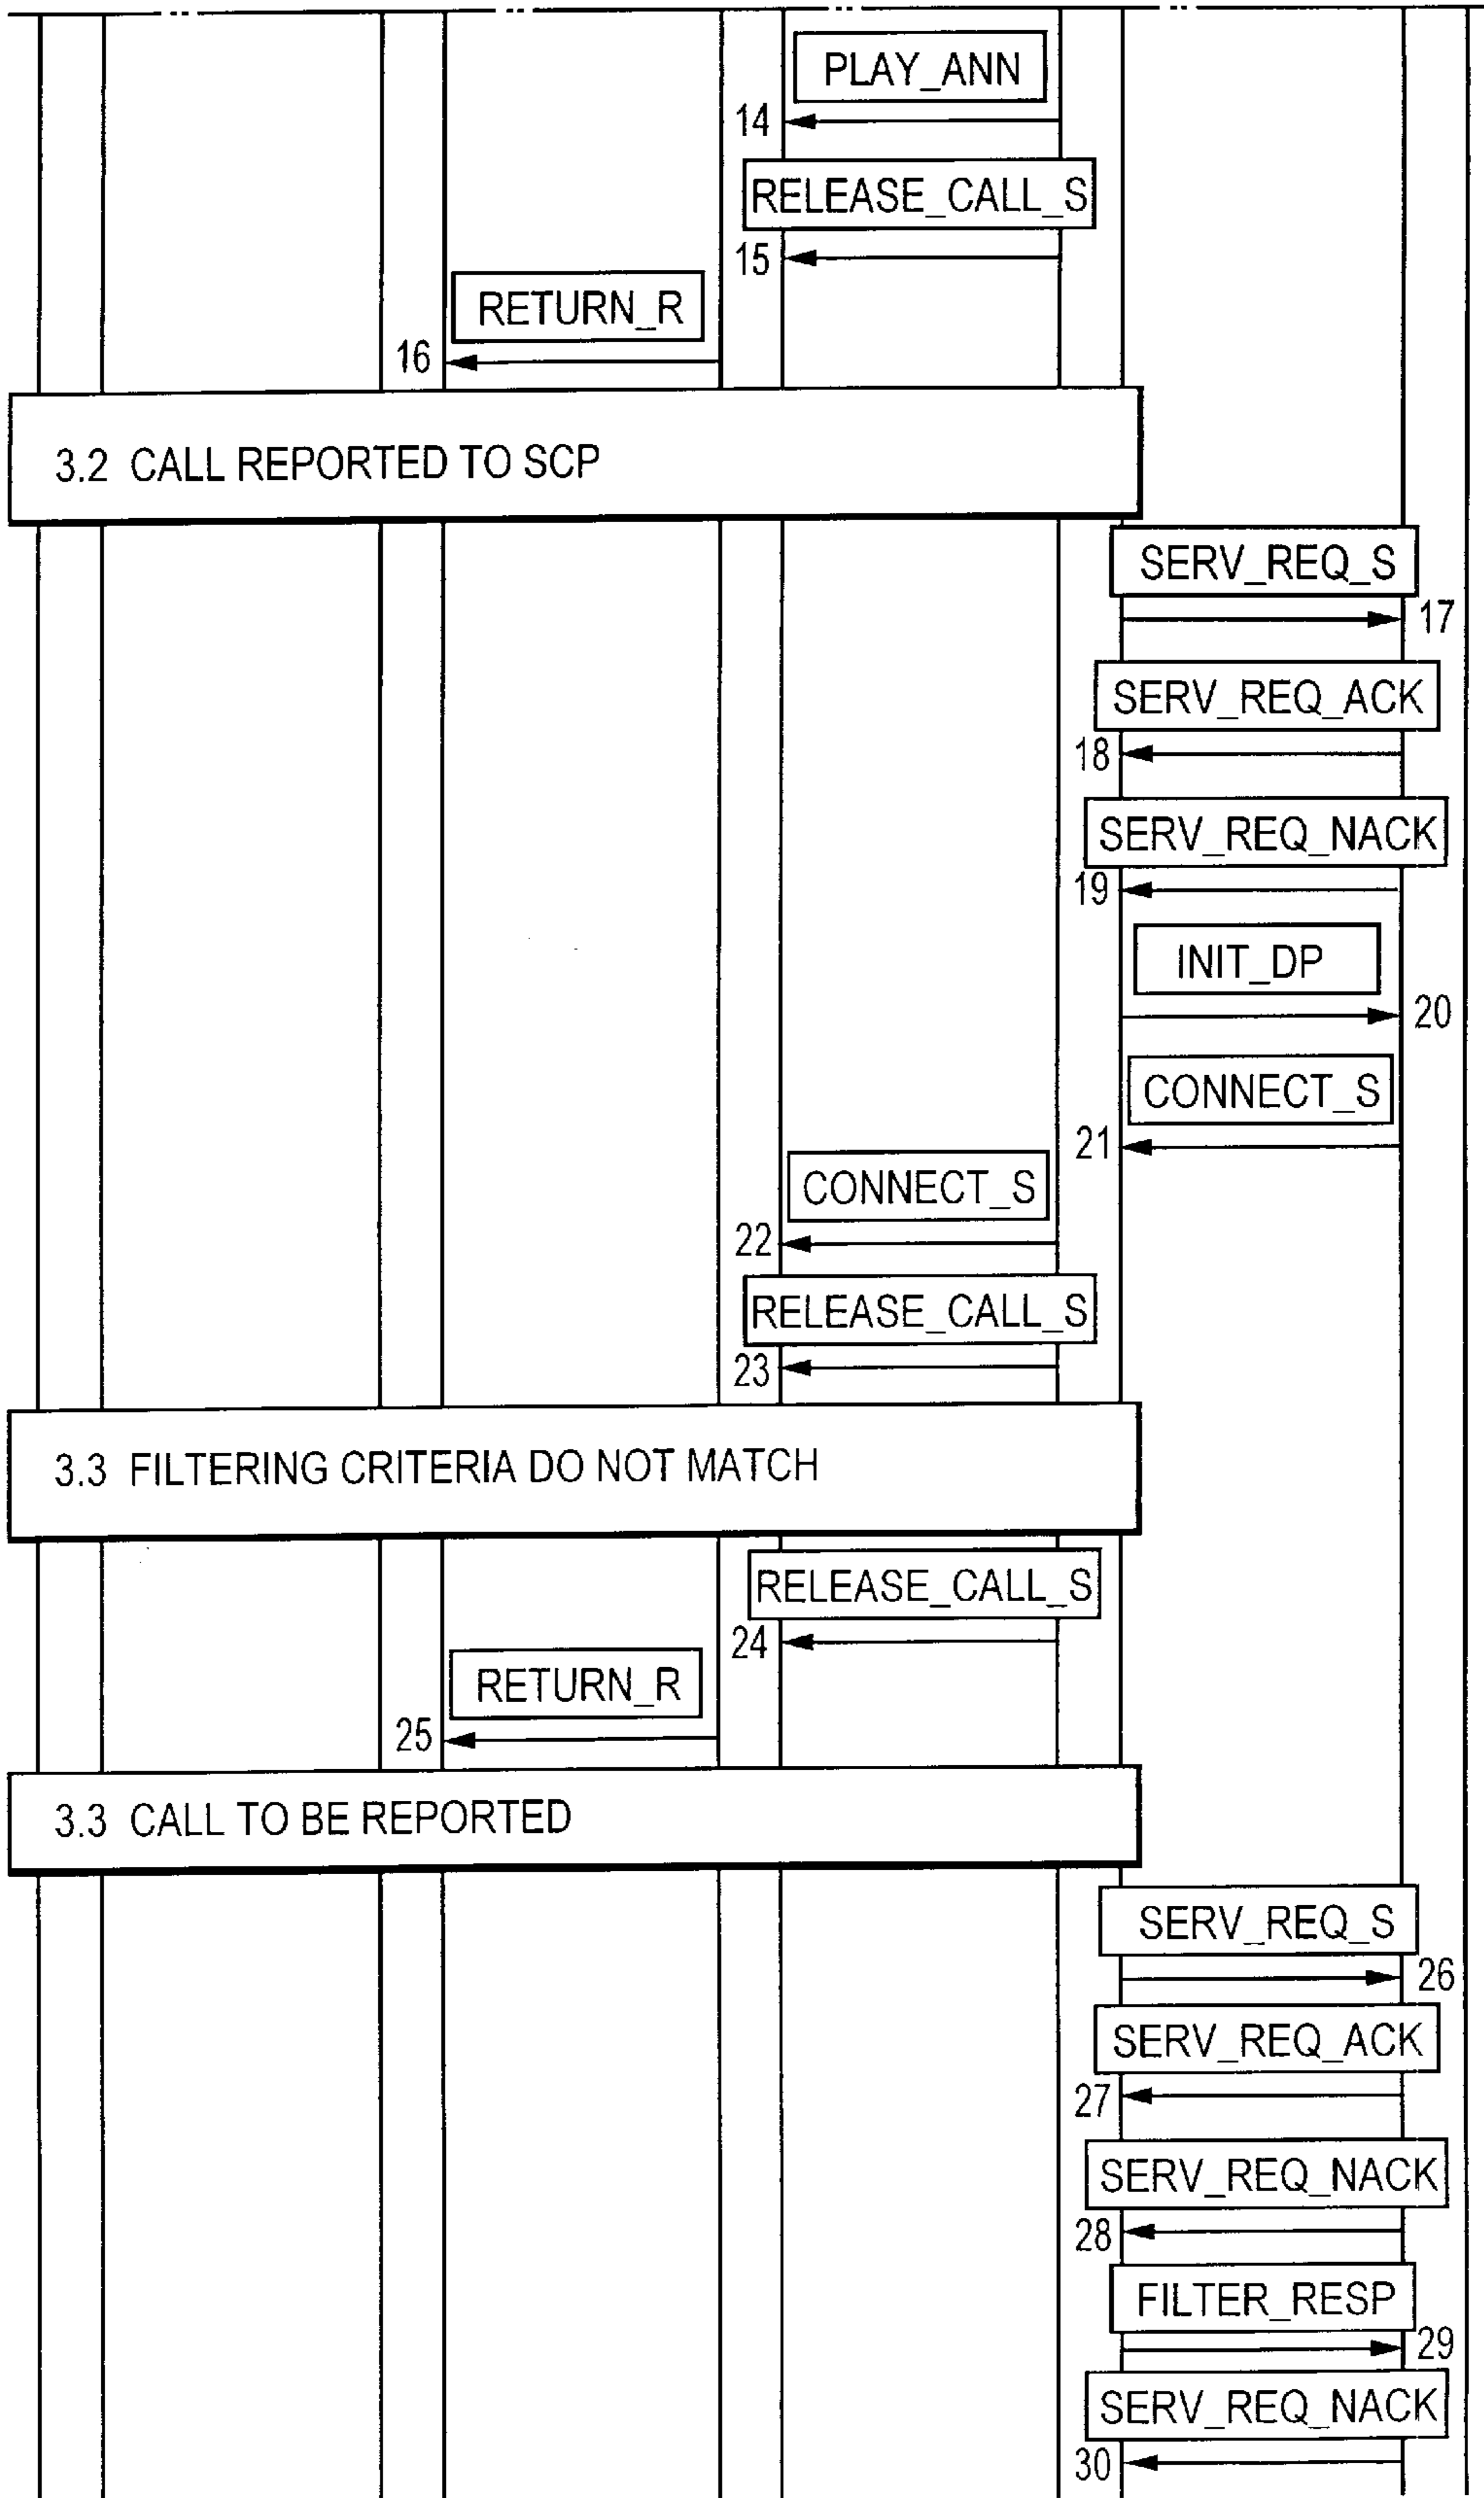 PLAY_ANN
14
RELEASE_CALL_S
15
RETURN_R
16
3.2 CALL REPORTED TO SCP
SERV_REQ_S
17
SERV_REQ_ACK
18
SERV_REQ_NACK
19
INIT_DP
20
CONNECT_S
21
CONNECT_S
22
RELEASE_CALL_S
23
3.3 FILTERING CRITERIA DO NOT MATCH
RELEASE_CALL_S
24
RETURN_R
25
3.3 CALL TO BE REPORTED
SERV_REQ_S
26
SERV_REQ_ACK
27
SERV_REQ_NACK
28
FILTER_RESP
29
SERV_REQ_NACK
30